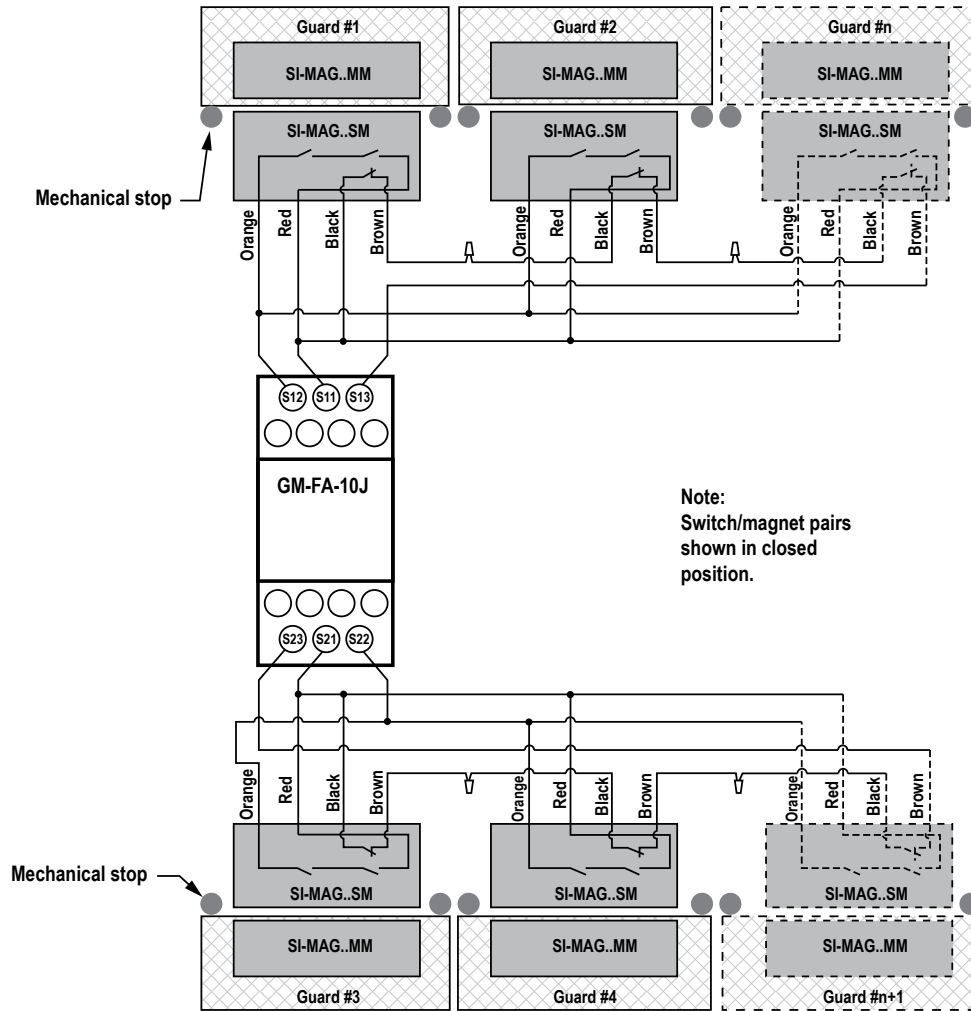 Guard #1
Guard #2
Guard #n
SI-MAG..MM
SI-MAG..MM
SI-MAG..MM
SI-MAG..SM
SI-MAG..SM
SI-MAG..SM
Mechanical stop
Orange
Red
Black
Brown
Orange
Red
Black
Brown
Orange
Red
Black
Brown
S12
S11
S13
GM-FA-10J
Note:
Switch/magnet pairs
shown in closed
position.
S23
S21
S22
Orange
Red
Black
Brown
Orange
Red
Black
Brown
Orange
Red
Black
Brown
Mechanical stop
SI-MAG..SM
SI-MAG..SM
SI-MAG..SM
SI-MAG..MM
SI-MAG..MM
SI-MAG..MM
Guard #3
Guard #4
Guard #n+1